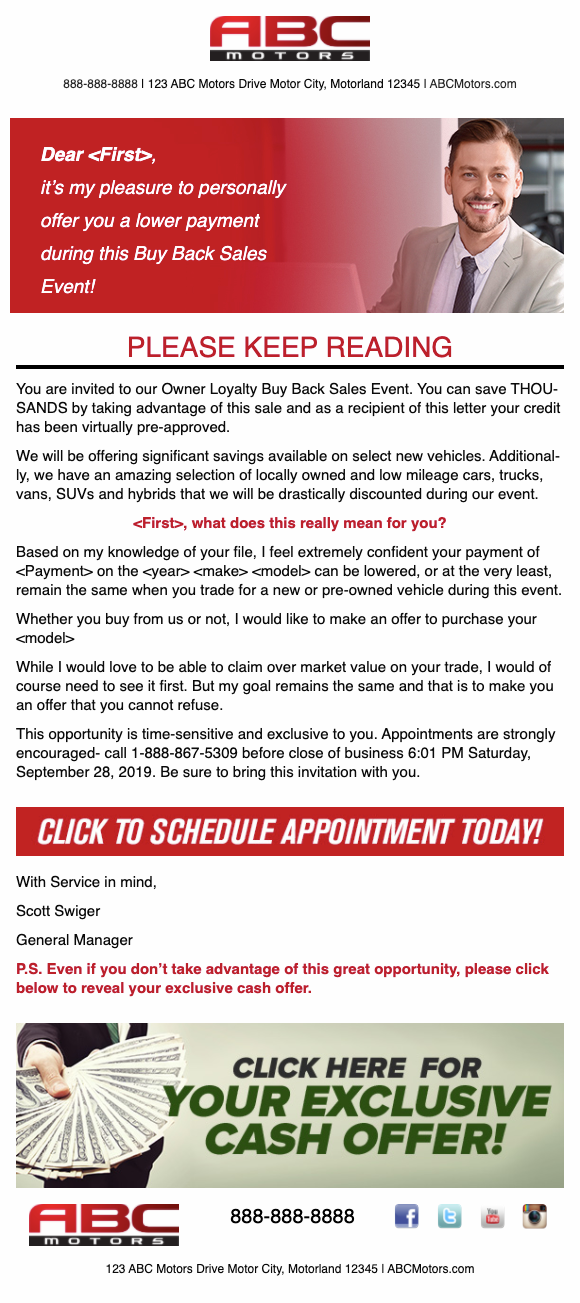 ABC
MOTORS
888-888-8888 | 123 ABC Motors Drive Motor City, Motorland 12345 | ABCMotors.com
Dear <First>,
it's my pleasure to personally
offer you a lower payment
during this Buy Back Sales
Event!
PLEASE KEEP READING
You are invited to our Owner Loyalty Buy Back Sales Event. You can save THOU-
SANDS by taking advantage of this sale and as a recipient of this letter your credit
has been virtually pre-approved.
We will be offering significant savings available on select new vehicles. Additional-
ly, we have an amazing selection of locally owned and low mileage cars, trucks,
vans, SUVs and hybrids that we will be drastically discounted during our event.
<First>, what does this really mean for you?
Based on my knowledge of your file, I feel extremely confident your payment of
<Payment> on the <year> <make> <model> can be lowered, or at the very least,
remain the same when you trade for a new or pre-owned vehicle during this event.
Whether you buy from us or not, I would like to make an offer to purchase your
<model>
While I would love to be able to claim over market value on your trade, I would of
course need to see it first. But my goal remains the same and that is to make you
an offer that you cannot refuse.
This opportunity is time-sensitive and exclusive to you. Appointments are strongly
encouraged- call 1-888-867-5309 before close of business 6:01 PM Saturday,
September 28, 2019. Be sure to bring this invitation with you.
CLICK TO SCHEDULE APPOINTMENT TODAY!
With Service in mind,
Scott Swiger
General Manager
P.S. Even if you don't take advantage of this great opportunity, please click
below to reveal your exclusive cash offer.
CLICK HERE FOR
YOUR EXCLUSIVE
CASH OFFER!
ABC
MOTORS
888-888-8888
You
Tube
123 ABC Motors Drive Motor City, Motorland 12345 | ABCMotors.com